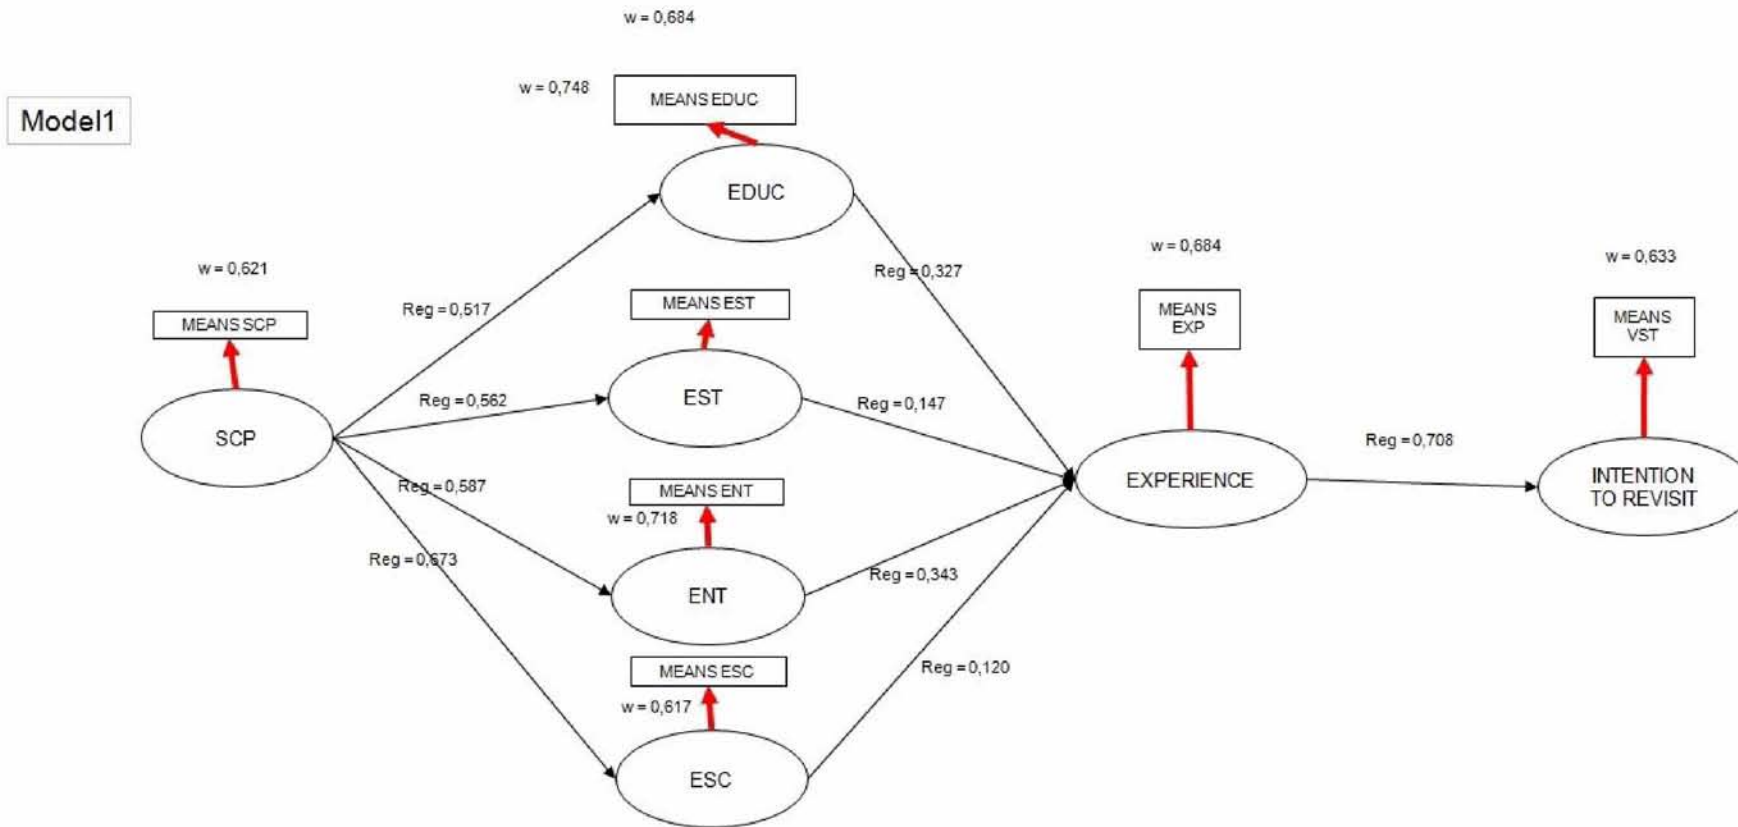 w = 0,684
w = 0,748
MEANS EDUC
Model1
EDUC
w = 0,621
w = 0,684
w = 0,633
Reg = 0,327
MEANS SCP
Reg = 0,517
MEANS EST
MEANS
EXP
MEANS
VST
SCP
Reg = 0,562
EST
Reg = 0,147
Reg = 0,708
Reg = 0,587
MEANS ENT
w = 0,718
EXPERIENCE
INTENTION
TO REVISIT
Reg = 0,673
ENT
Reg = 0,343
MEANS ESC
w = 0,617
Reg = 0,120
ESC